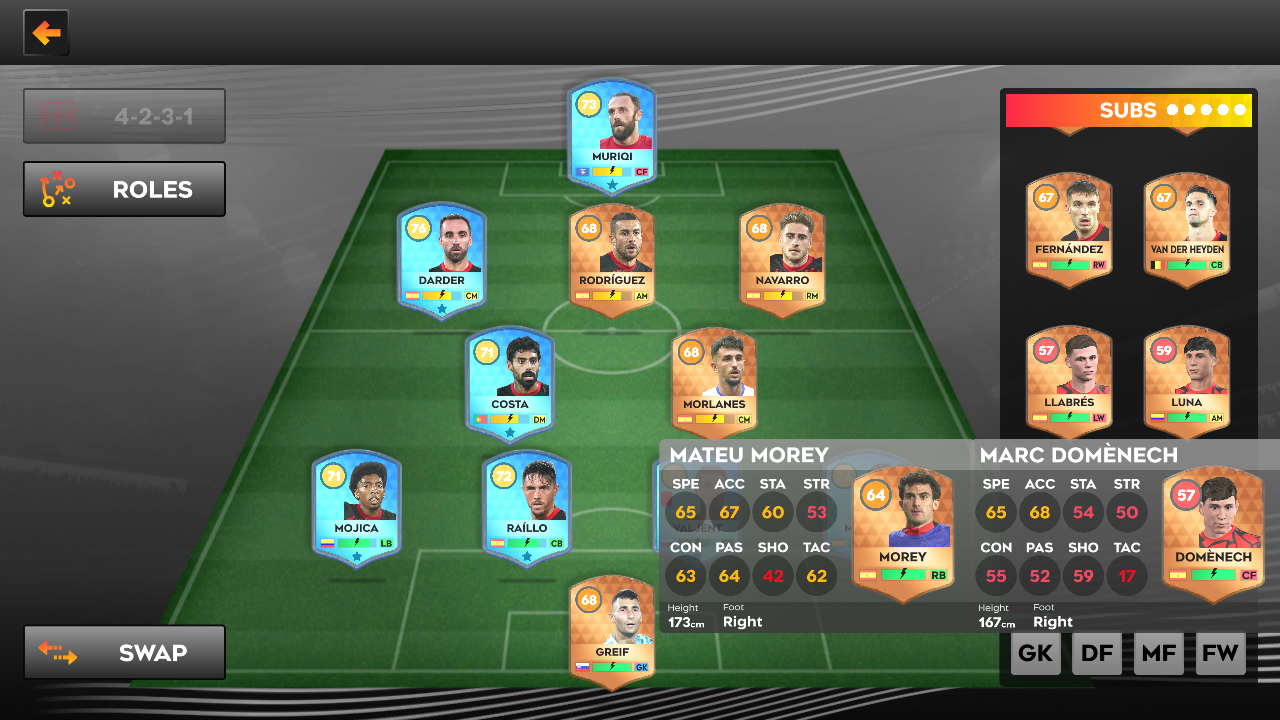 4-2-3-1
ROLES
SWAP
73
MURIQI
CF
76
DARDER
CM
68
RODRÍGUEZ
AM
68
NAVARRO
RM
71
COSTA
DM
68
MORLANES
CM
71
MOJICA
LB
72
RAÍLLO
CB
VALJENT
68
GREIF
GK
SUBS
67
FERNÁNDEZ
RW
67
VAN DER HEYDEN
CB
57
LLABRÉS
LW
59
LUNA
AM
MATEU MOREY
SPE ACC STA STR
65 67 60 53
CON PAS SHO TAC
63 64 42 62
Height Foot
173cm Right
64
MOREY
RB
MARC DOMÈNECH
SPE ACC STA STR
65 68 54 50
CON PAS SHO TAC
55 52 59 17
Height Foot
167cm Right
57
DOMÈNECH
CF
GK DF MF FW